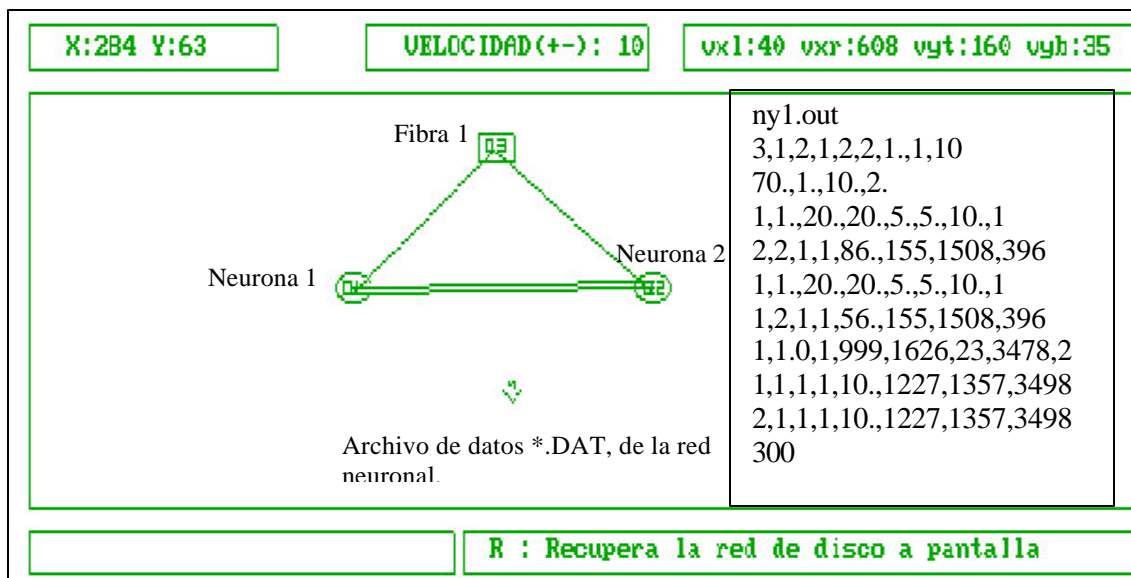 X:284 Y:63
VELOCIDAD(+-): 10
vxl:40 vxr:608 vyt:160 vyb:35
Fibra 1
03
Neurona 1
Neurona 2
02
Archivo de datos *.DAT, de la red
neuronal.
ny1.out
3,1,2,1,2,2,1.,1,10
70.,1.,10.,2.
1,1.,20.,20.,5.,5.,10.,1
2,2,1,1,86.,155,1508,396
1,1.,20.,20.,5.,5.,10.,1
1,2,1,1,56.,155,1508,396
1,1.0,1,999,1626,23,3478,2
1,1,1,1,10.,1227,1357,3498
2,1,1,1,10.,1227,1357,3498
300
R : Recupera la red de disco a pantalla